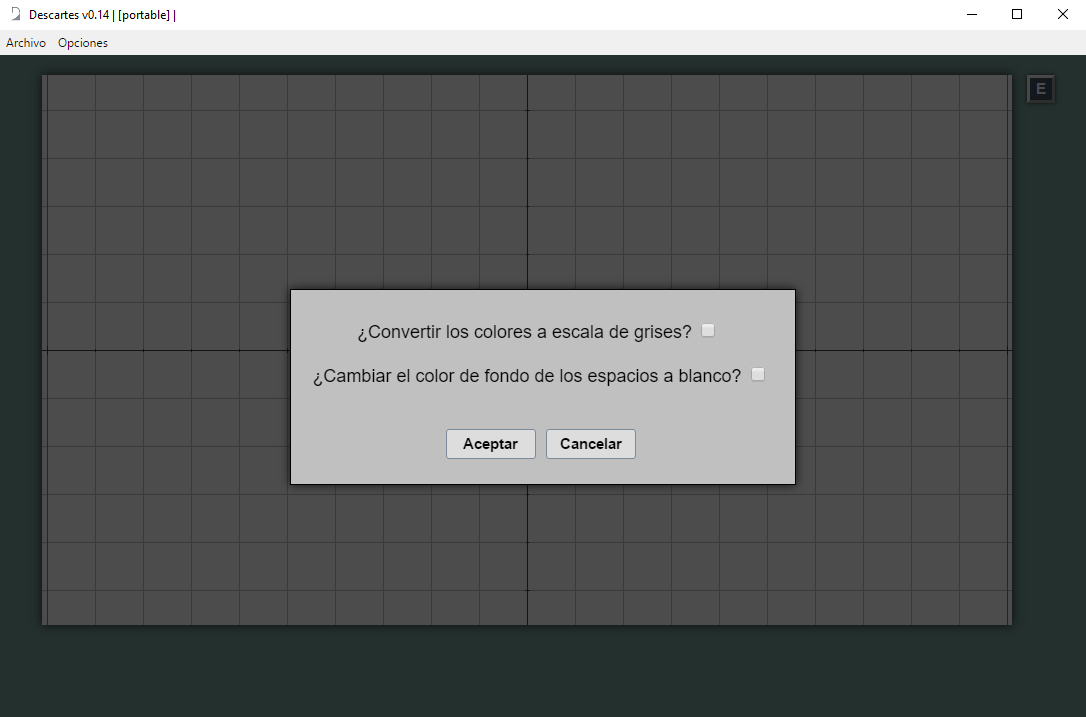 Descartes v0.14 | [portable] |
Archivo Opciones
E
¿Convertir los colores a escala de grises?
¿Cambiar el color de fondo de los espacios a blanco?
Aceptar Cancelar